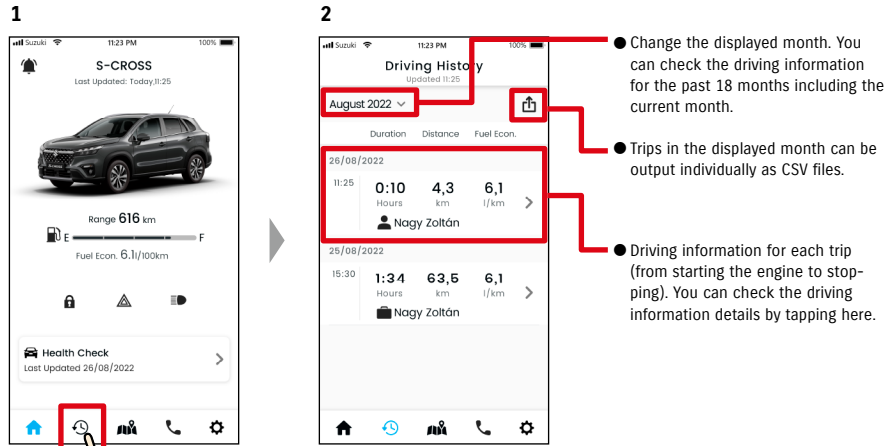 1
Suzuki 11:23 PM 100%
S-CROSS
Last Updated: Today,11:25
Range 616 km
E F
Fuel Econ. 6.1l/100km
Health Check
Last Updated 26/08/2022
2
Suzuki 11:23 PM 100%
Driving History
Updated 11:25
August 2022
Duration Distance Fuel Econ.
26/08/2022
11:25 0:10 4,3 6,1
Hours km l/km
Nagy Zoltán
25/08/2022
15:30 1:34 63,5 6,1
Hours km l/km
Nagy Zoltán
● Change the displayed month. You
can check the driving information
for the past 18 months including the
current month.
● Trips in the displayed month can be
output individually as CSV files.
● Driving information for each trip
(from starting the engine to stop-
ping). You can check the driving
information details by tapping here.